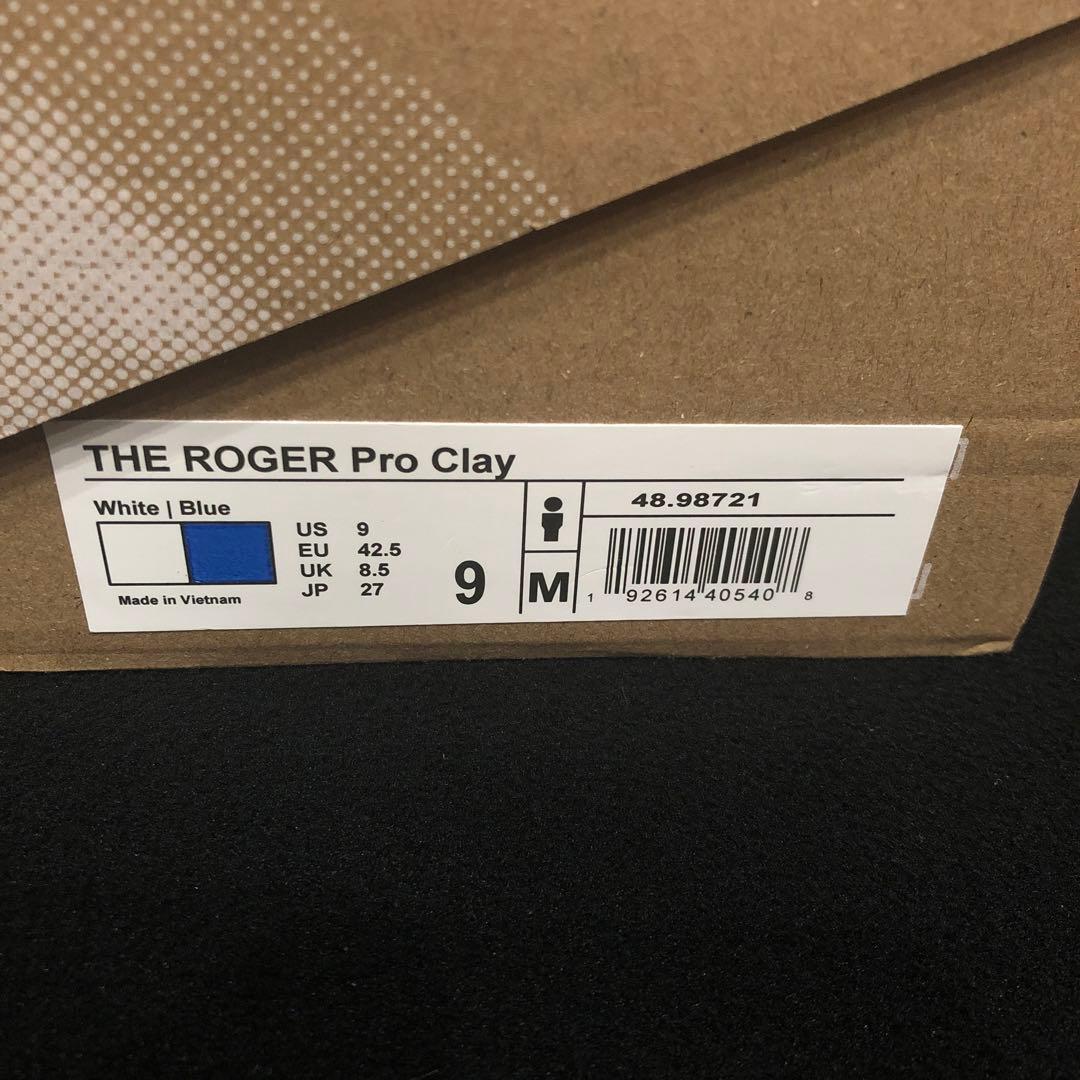 THE ROGER Pro Clay
White | Blue
Made in Vietnam
US 9
EU 42.5
UK 8.5
JP 27
9
M
48.98721
1 92614 40540 8